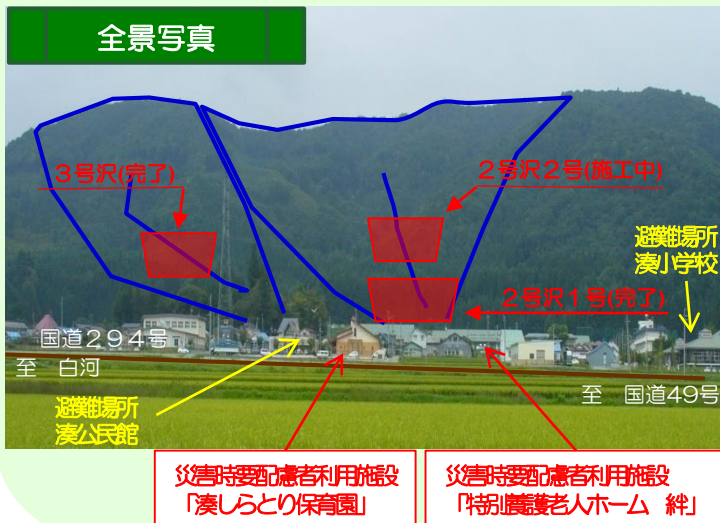 全景写真
3号沢(完了)
2号沢2号(施工中)
避難場所
湊小学校
2号沢1号(完了)
国道294号
至 白河
至 国道49号
避難場所
湊公民館
災害時要配慮者利用施設
「湊しらとり保育園」
災害時要配慮者利用施設
「特別養護老人ホーム 絆」